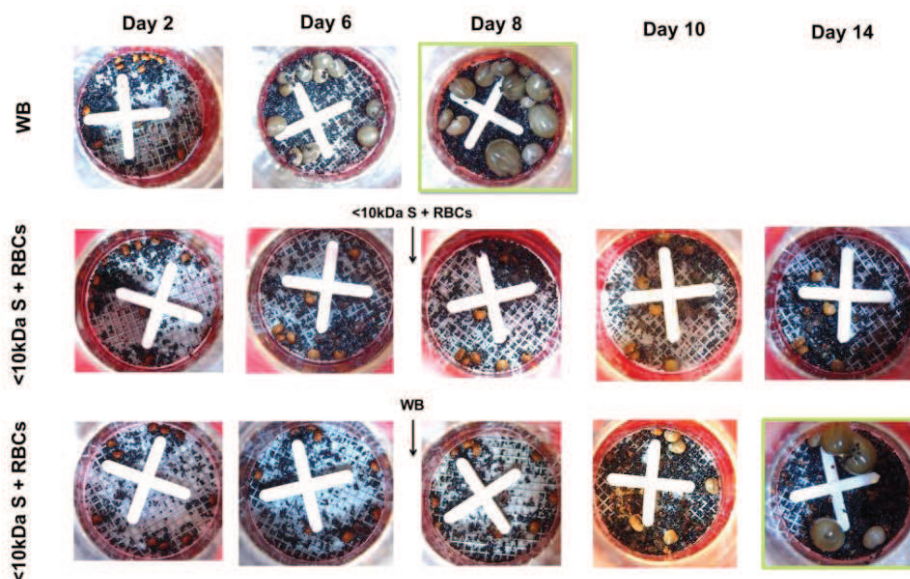 Day 2 Day 6 Day 8 Day 10 Day 14
WB
<10kDa S + RBCs
<10kDa S + RBCs
WB
<10kDa S + RBCs